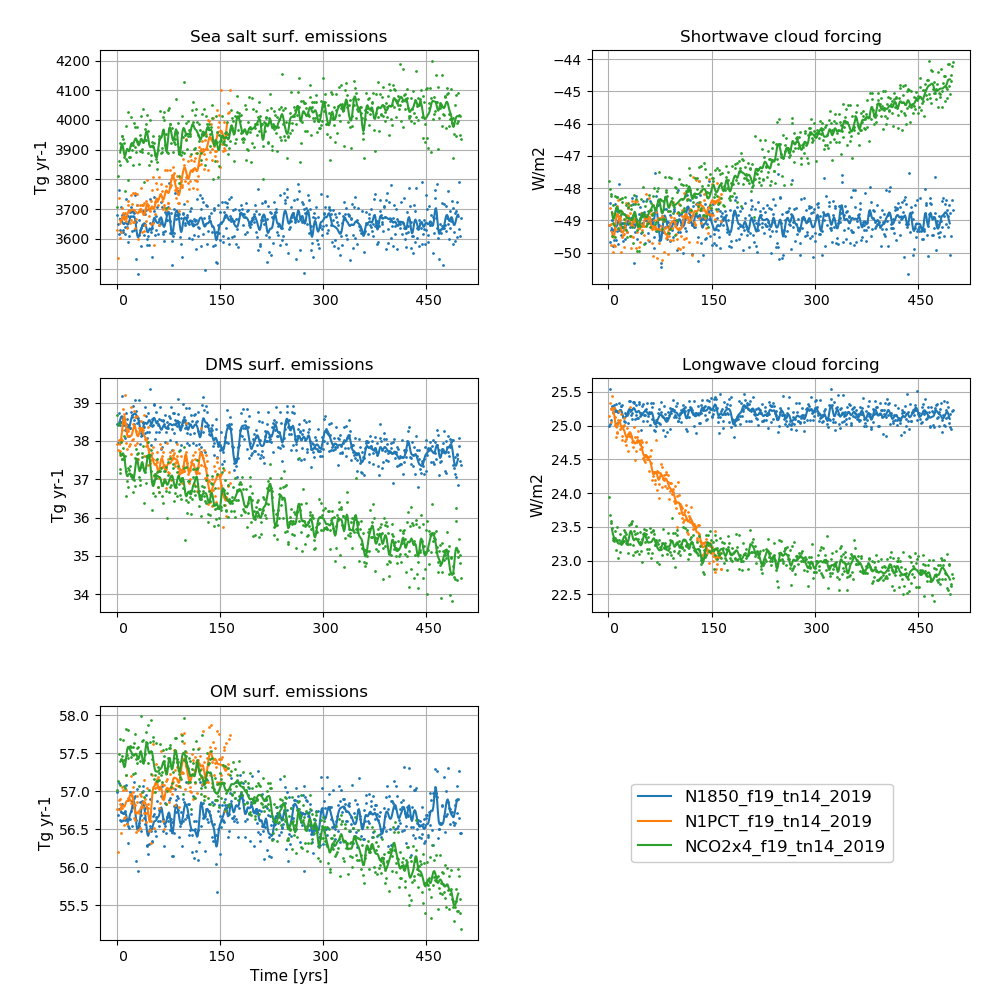 Sea salt surf. emissions
4200
4100
4000
3900
3800
3700
3600
3500
Tg yr-1
0 150 300 450
Shortwave cloud forcing
−44
−45
−46
−47
−48
−49
−50
W/m2
0 150 300 450
DMS surf. emissions
39
38
37
36
35
34
Tg yr-1
0 150 300 450
Longwave cloud forcing
25.5
25.0
24.5
24.0
23.5
23.0
22.5
W/m2
0 150 300 450
OM surf. emissions
58.0
57.5
57.0
56.5
56.0
55.5
Tg yr-1
0 150 300 450
Time [yrs]
N1850_f19_tn14_2019
N1PCT_f19_tn14_2019
NCO2x4_f19_tn14_2019